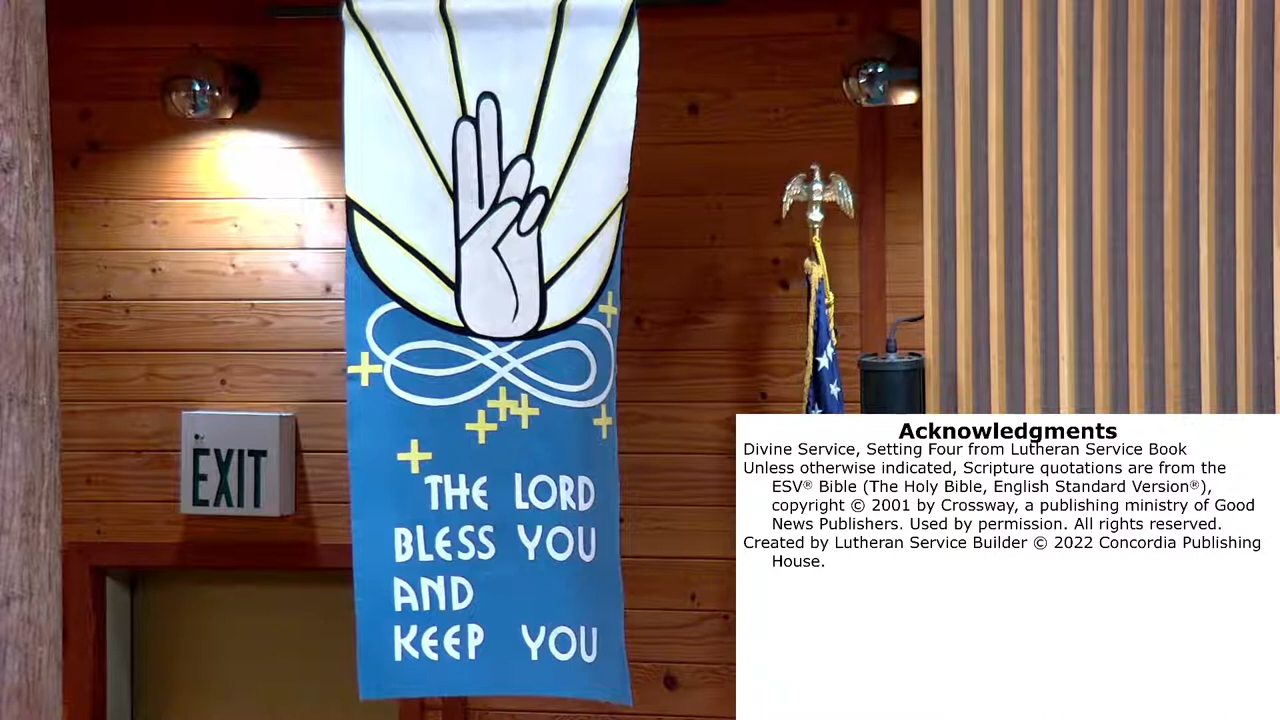 EXIT
THE LORD
BLESS YOU
AND
KEEP YOU
Acknowledgments
Divine Service, Setting Four from Lutheran Service Book
Unless otherwise indicated, Scripture quotations are from the
ESV® Bible (The Holy Bible, English Standard Version®),
copyright © 2001 by Crossway, a publishing ministry of Good
News Publishers. Used by permission. All rights reserved.
Created by Lutheran Service Builder © 2022 Concordia Publishing
House.